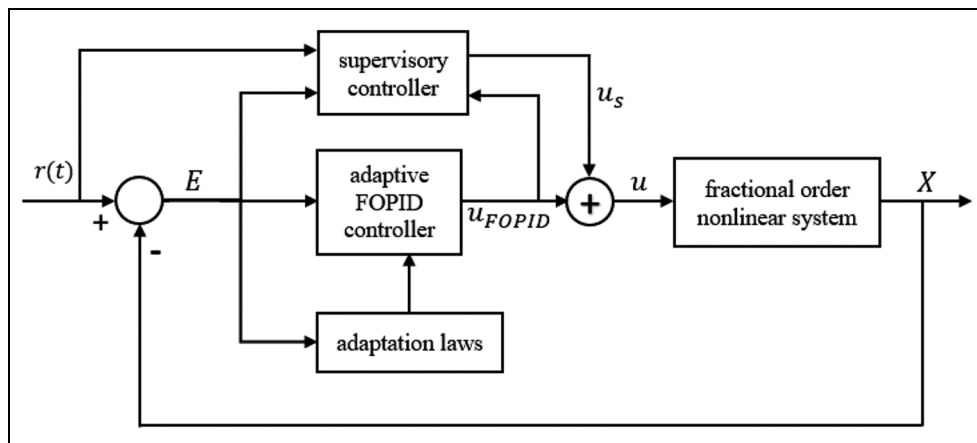 supervisory
controller
u_s
r(t)
E
adaptive
FOPID
controller
u_FOPID
+
u
fractional order
nonlinear system
X
+
-
adaptation laws